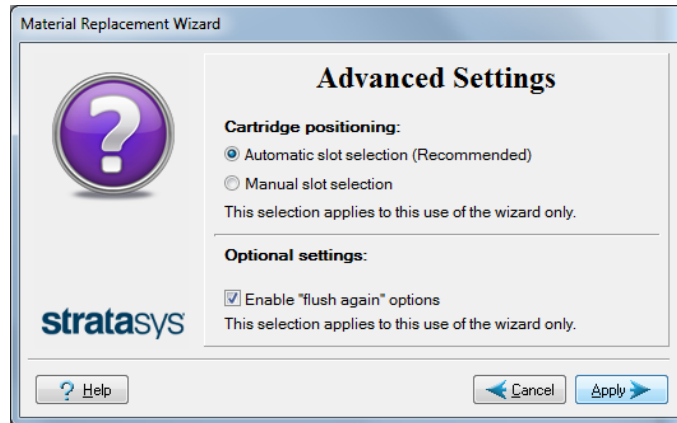 Material Replacement Wizard
Advanced Settings
Cartridge positioning:
Automatic slot selection (Recommended)
Manual slot selection
This selection applies to this use of the wizard only.
Optional settings:
Enable "flush again" options
This selection applies to this use of the wizard only.
stratasys
? Help
Cancel
Apply